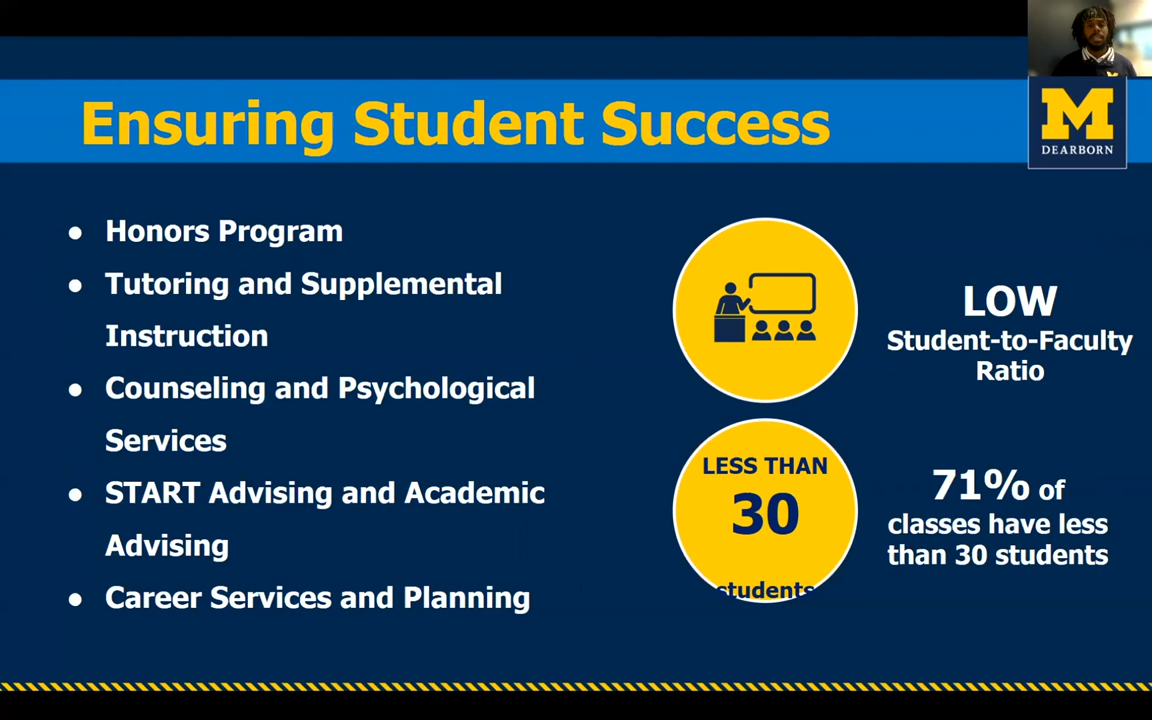 Ensuring Student Success
M
DEARBORN
● Honors Program
● Tutoring and Supplemental
Instruction
● Counseling and Psychological
Services
● START Advising and Academic
Advising
● Career Services and Planning
LOW
Student-to-Faculty
Ratio
LESS THAN
30
students
71% of
classes have less
than 30 students